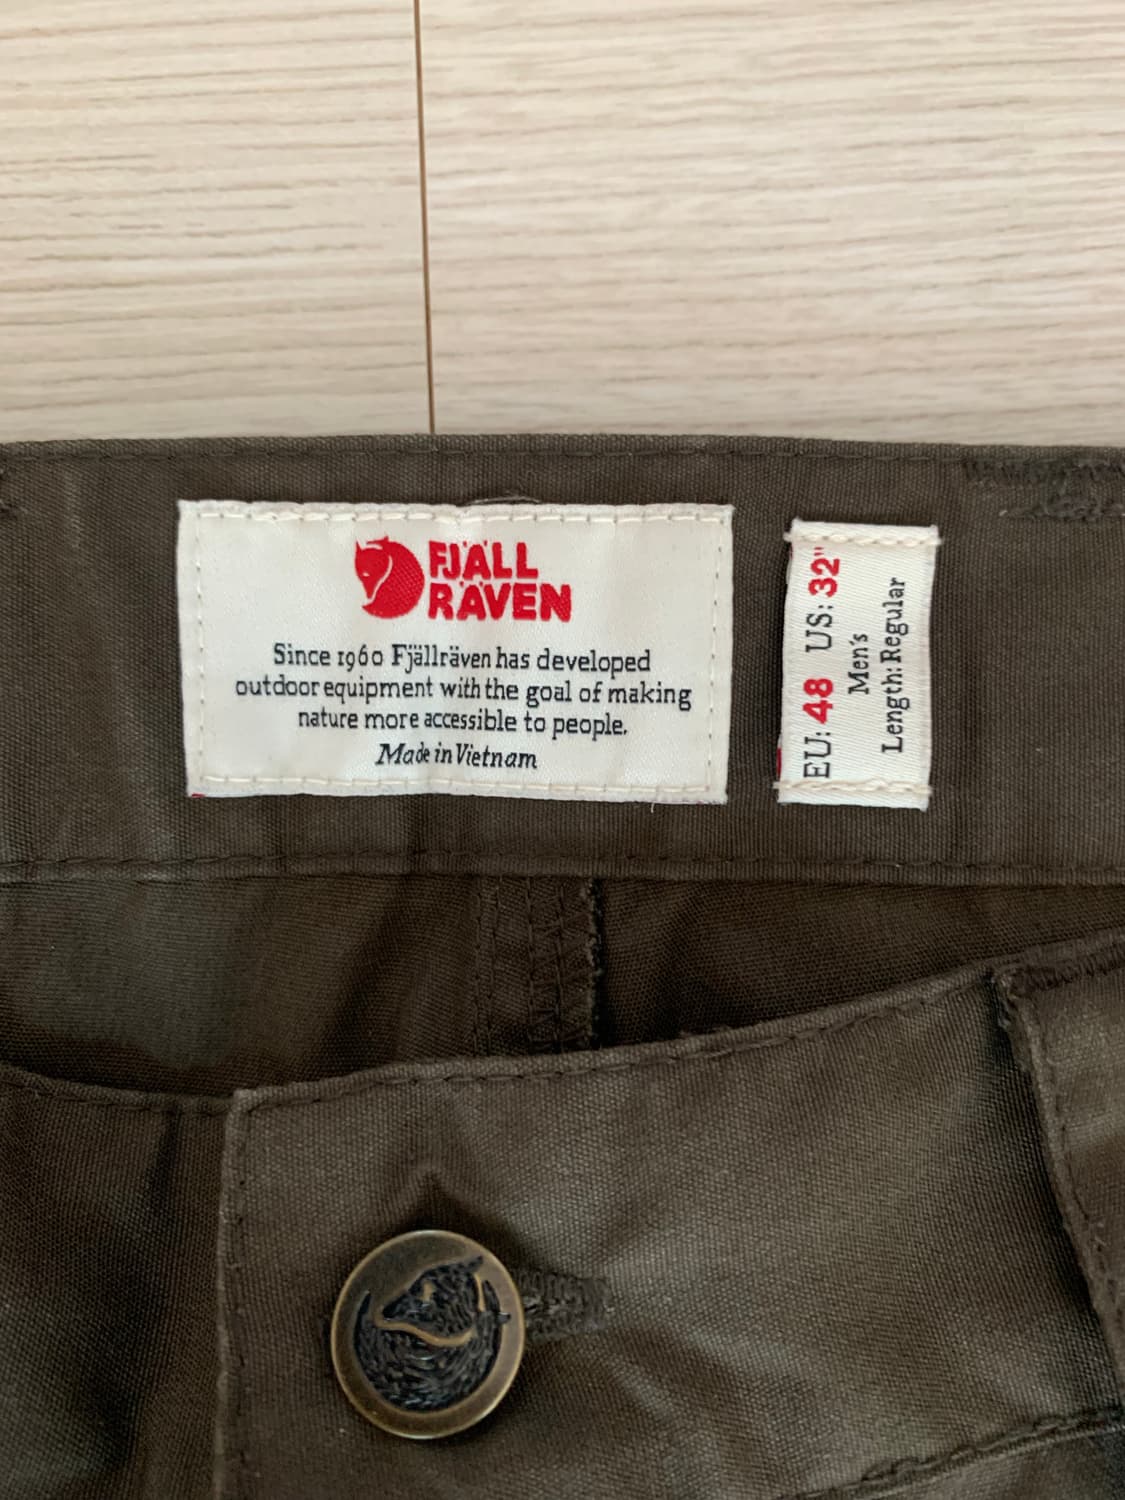 FJÄLL
RÄVEN
Since 1960 Fjällräven has developed
outdoor equipment with the goal of making
nature more accessible to people.
Made in Vietnam
EU: 48 US: 32"
Men's
Length: Regular